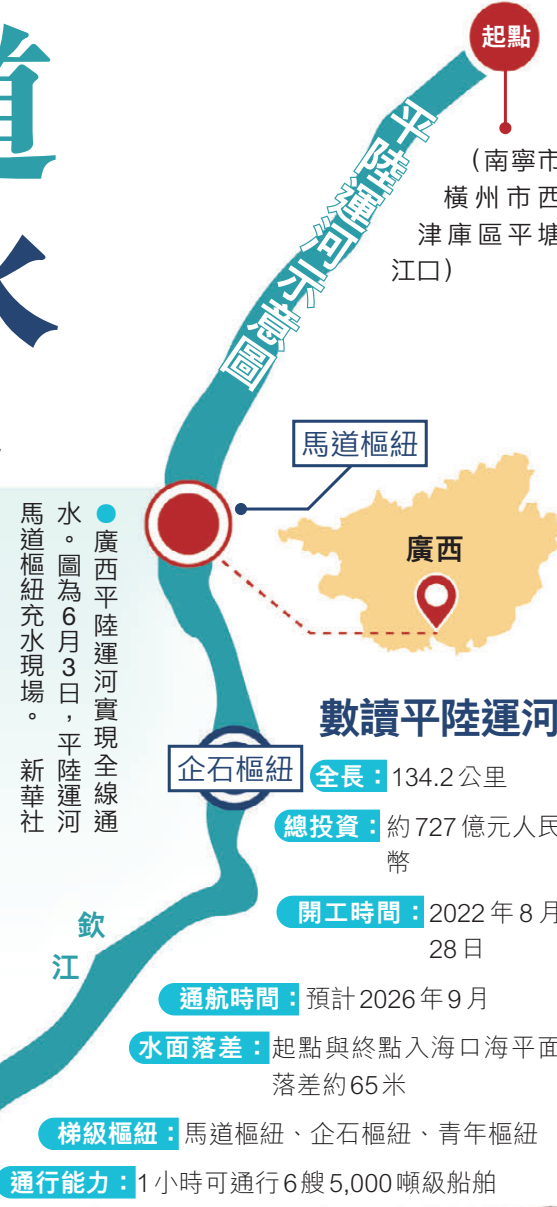 道
水
起點
（南寧市
橫州市西
津庫區平塘
江口）
平陸運河示意圖
馬道樞紐
廣西
●廣西平陸運河實現全線通
水。圖為6月3日，平陸運河
馬道樞紐充水現場。 新華社
數讀平陸運河
企石樞紐
全長：134.2公里
總投資：約727億元人民
幣
開工時間：2022年8月
28日
欽江
通航時間：預計2026年9月
水面落差：起點與終點入海口海平面
落差約65米
梯級樞紐：馬道樞紐、企石樞紐、青年樞紐
通行能力：1小時可通行6艘5,000噸級船舶